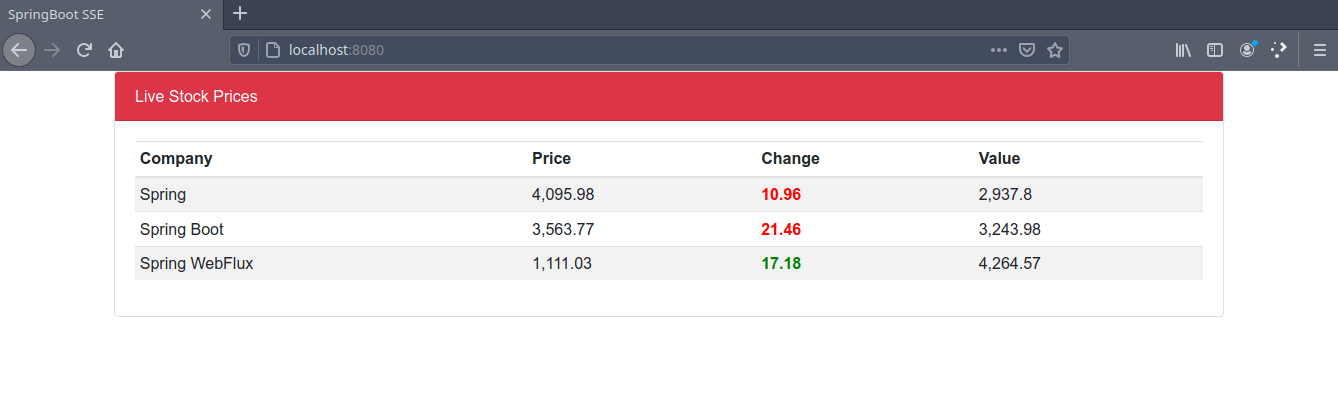 SpringBoot SSE
localhost:8080
Live Stock Prices
Company Price Change Value
Spring 4,095.98 10.96 2,937.8
Spring Boot 3,563.77 21.46 3,243.98
Spring WebFlux 1,111.03 17.18 4,264.57